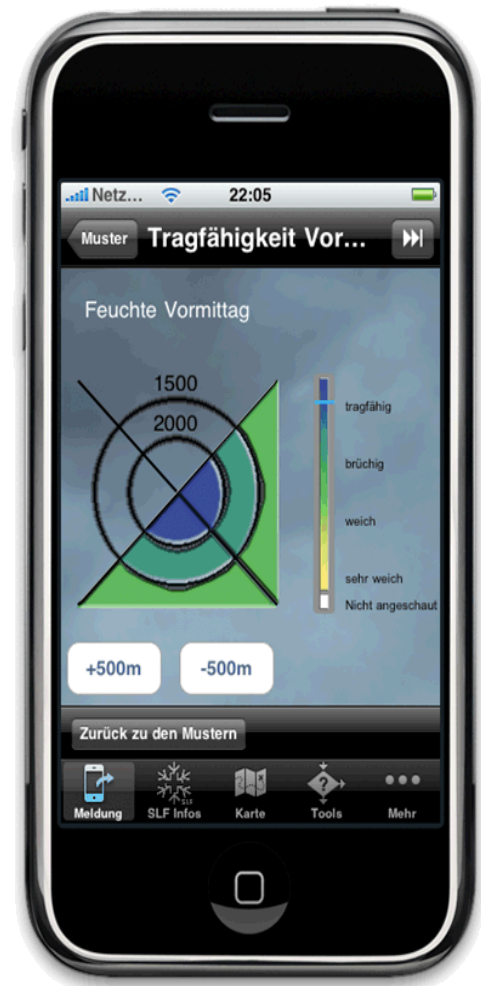 Netz... 22:05
Muster Tragfähigkeit Vor...
Feuchte Vormittag
1500
2000
tragfähig
brüchig
weich
sehr weich
Nicht angeschaut
+500m -500m
Zurück zu den Mustern
?
SLF
Meldung SLF Infos Karte Tools Mehr